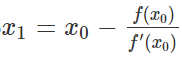 x₁ = x₀ − f(x₀) / f′(x₀)